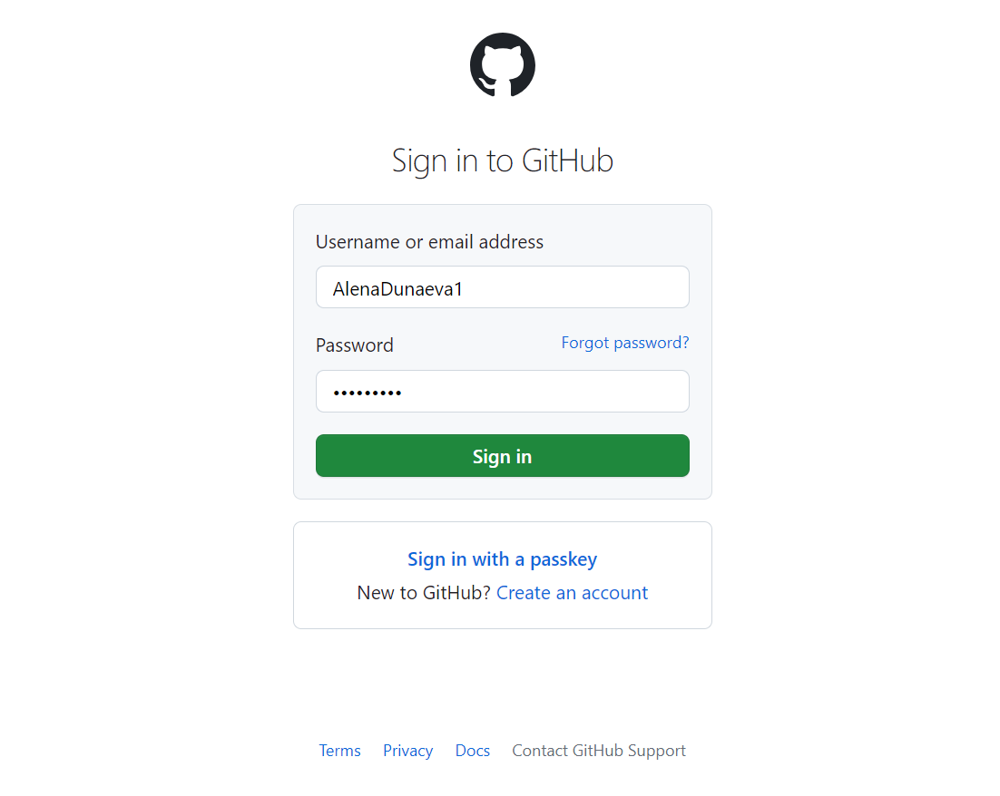 Sign in to GitHub
Username or email address
AlenaDunaeva1
Password Forgot password?
•••••••••
Sign in
Sign in with a passkey
New to GitHub? Create an account
Terms Privacy Docs Contact GitHub Support